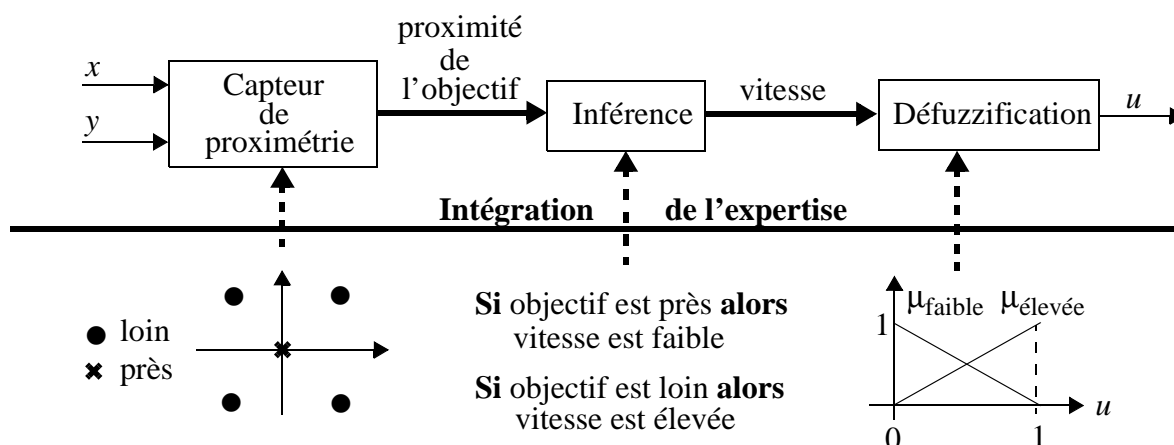 x
y
Capteur
de
proximétrie
proximité
de
l'objectif
Inférence
vitesse
Défuzzification
u
Intégration de l'expertise
loin
près
Si objectif est près alors
vitesse est faible
Si objectif est loin alors
vitesse est élevée
μfaible μélevée
1
u
0 1